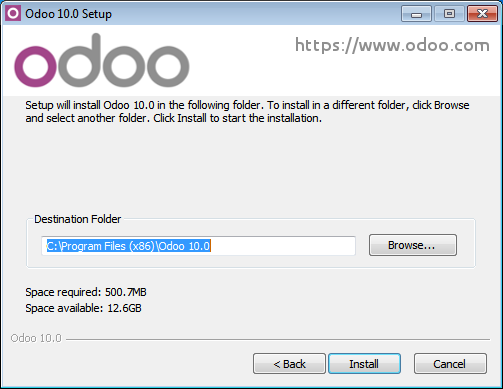 Odoo 10.0 Setup
odoo
https://www.odoo.com
Setup will install Odoo 10.0 in the following folder. To install in a different folder, click Browse
and select another folder. Click Install to start the installation.
Destination Folder
C:\Program Files (x86)\Odoo 10.0
Browse...
Space required: 500.7MB
Space available: 12.6GB
Odoo 10.0
< Back
Install
Cancel